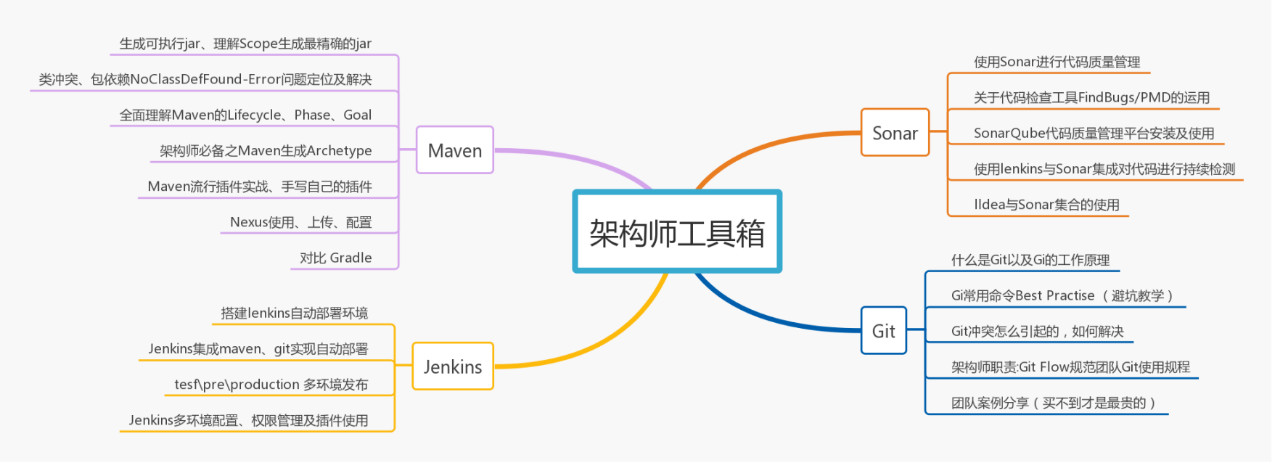 架构师工具箱
Maven
生成可执行jar、理解Scope生成最精确的jar
类冲突、包依赖NoClassDefFound-Error问题定位及解决
全面理解Maven的Lifecycle、Phase、Goal
架构师必备之Maven生成Archetype
Maven流行插件实战、手写自己的插件
Nexus使用、上传、配置
对比 Gradle
Jenkins
搭建lenkins自动部署环境
Jenkins集成maven、git实现自动部署
tesf\pre\production 多环境发布
Jenkins多环境配置、权限管理及插件使用
Sonar
使用Sonar进行代码质量管理
关于代码检查工具FindBugs/PMD的运用
SonarQube代码质量管理平台安装及使用
使用lenkins与Sonar集成对代码进行持续检测
lIdea与Sonar集合的使用
Git
什么是Git以及Gi的工作原理
Gi常用命令Best Practise （避坑教学）
Git冲突怎么引起的，如何解决
架构师职责:Git Flow规范团队Git使用规程
团队案例分享（买不到才是最贵的）